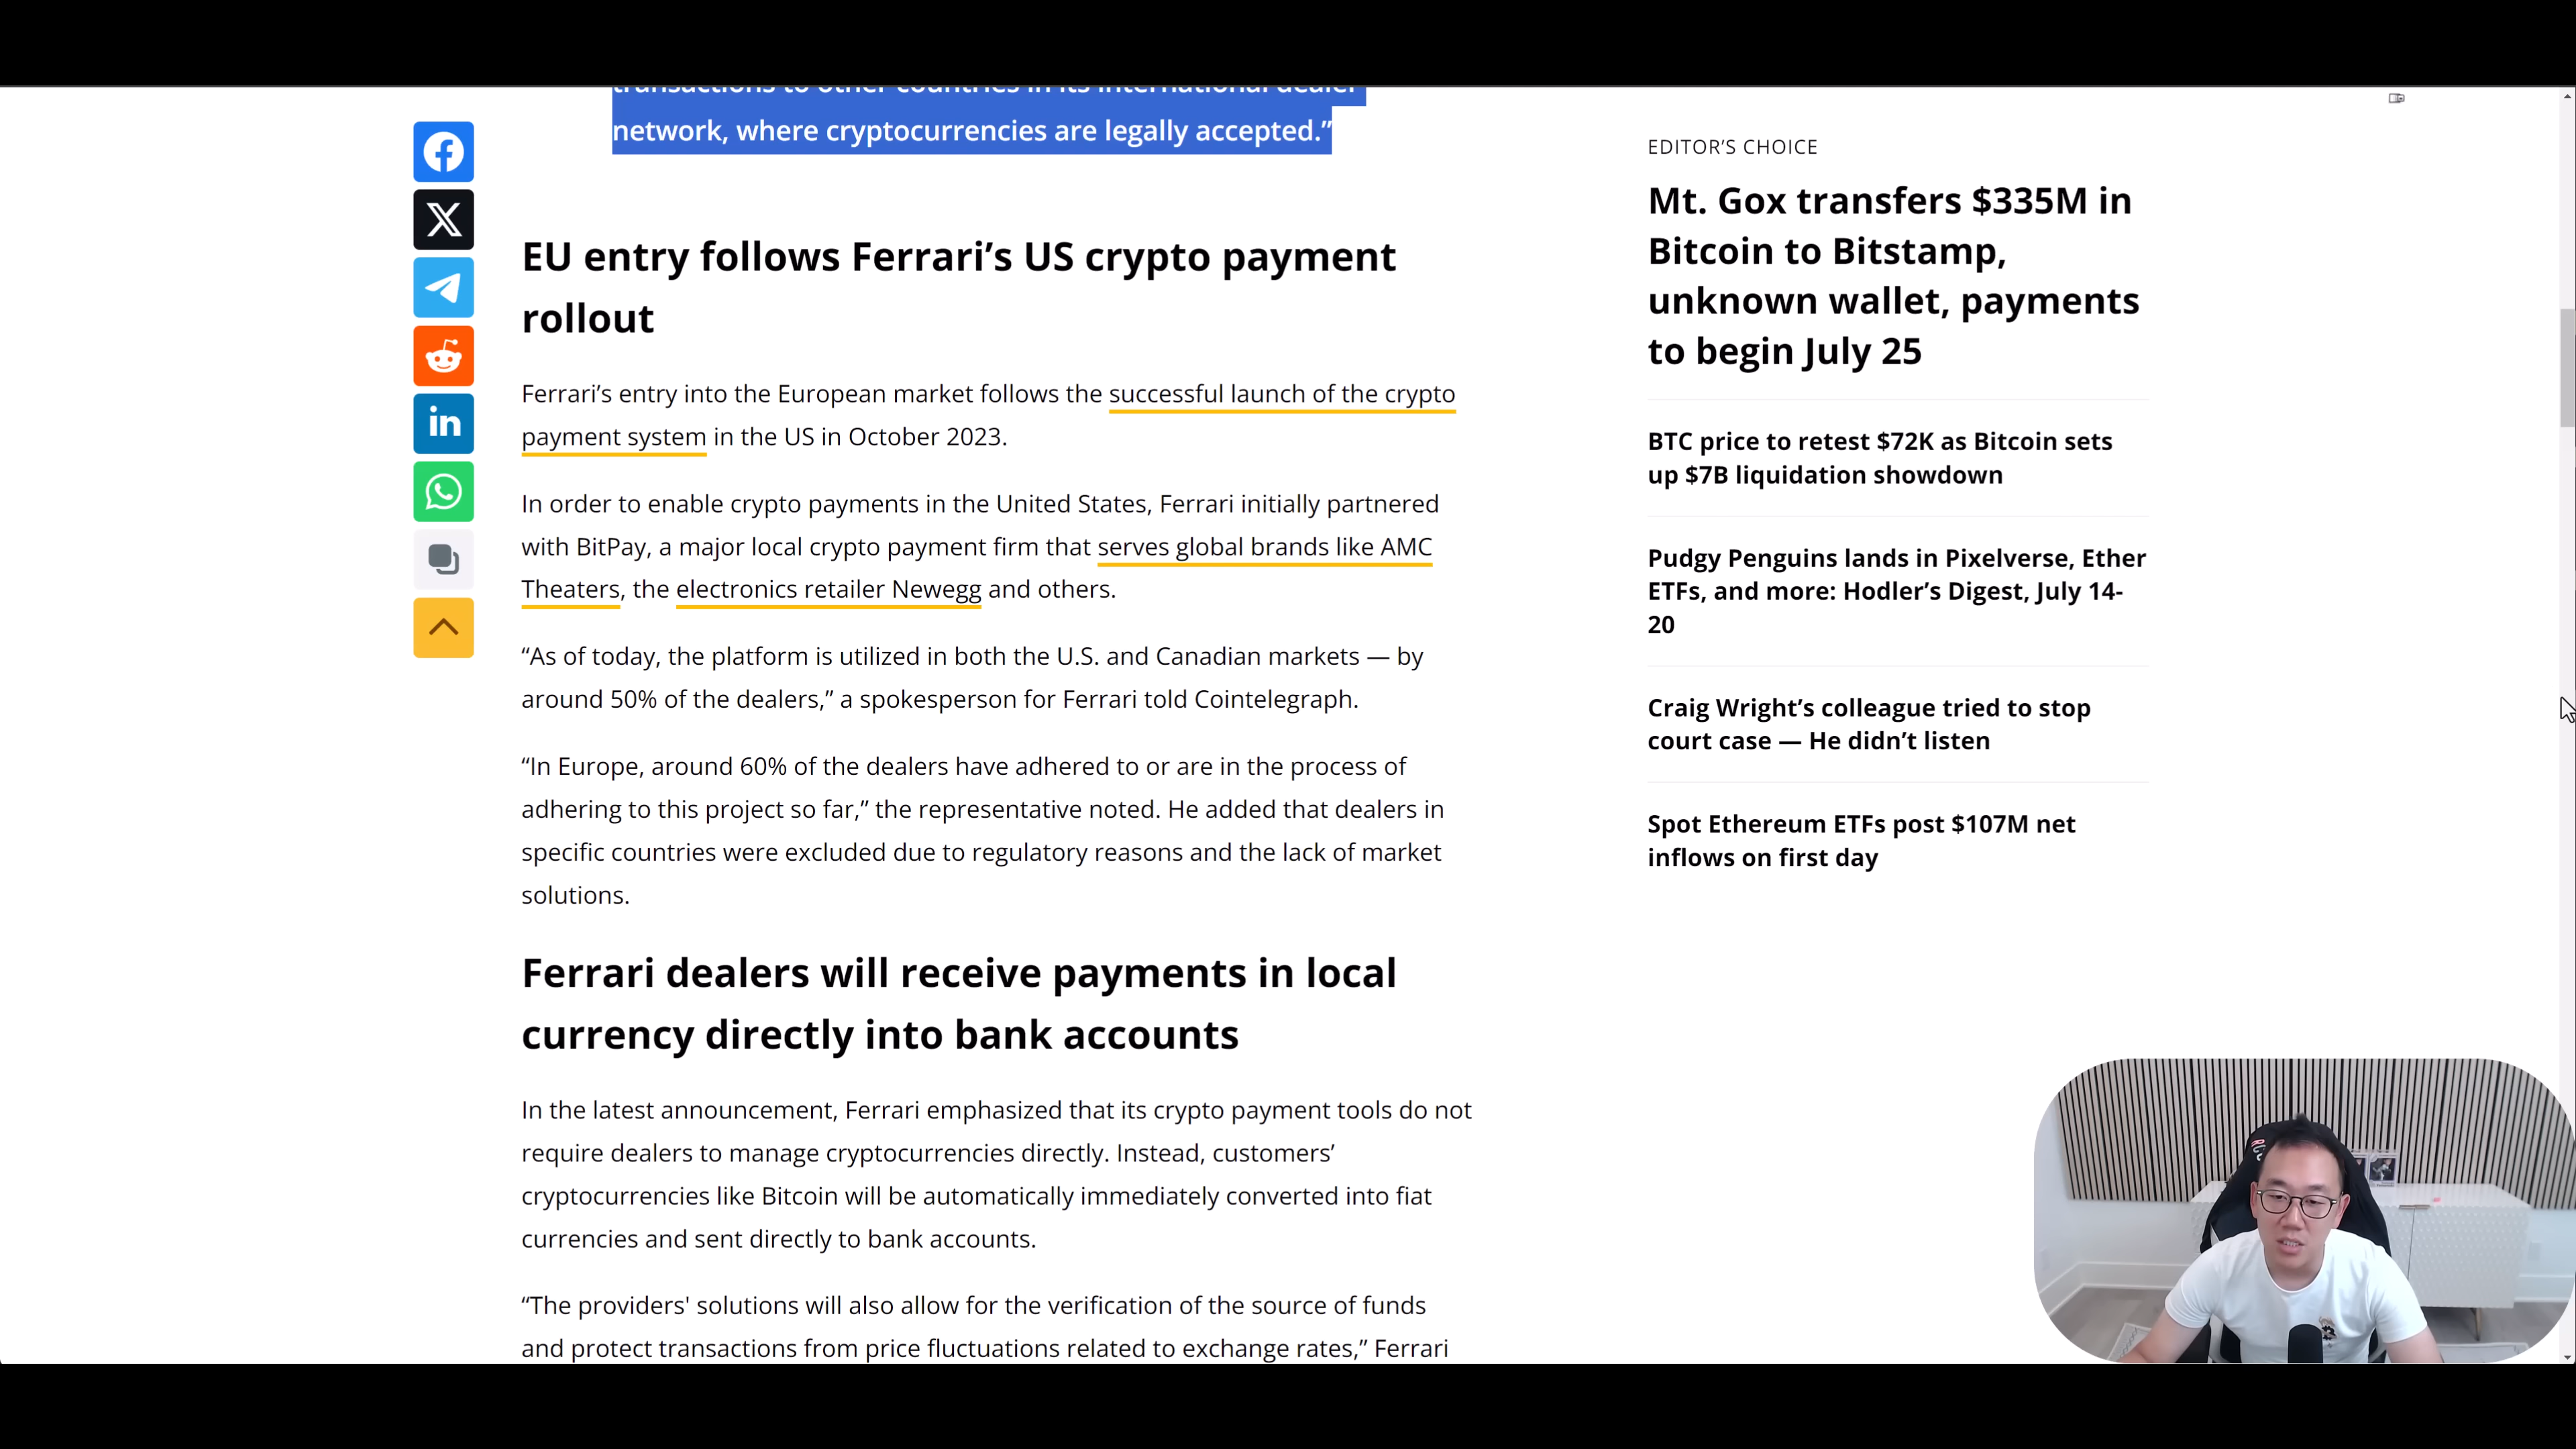 transactions to other countries in its international dealer
network, where cryptocurrencies are legally accepted.”
EU entry follows Ferrari’s US crypto payment
rollout
Ferrari’s entry into the European market follows the successful launch of the crypto
payment system in the US in October 2023.
In order to enable crypto payments in the United States, Ferrari initially partnered
with BitPay, a major local crypto payment firm that serves global brands like AMC
Theaters, the electronics retailer Newegg and others.
“As of today, the platform is utilized in both the U.S. and Canadian markets — by
around 50% of the dealers,” a spokesperson for Ferrari told Cointelegraph.
“In Europe, around 60% of the dealers have adhered to or are in the process of
adhering to this project so far,” the representative noted. He added that dealers in
specific countries were excluded due to regulatory reasons and the lack of market
solutions.
Ferrari dealers will receive payments in local
currency directly into bank accounts
In the latest announcement, Ferrari emphasized that its crypto payment tools do not
require dealers to manage cryptocurrencies directly. Instead, customers’
cryptocurrencies like Bitcoin will be automatically immediately converted into fiat
currencies and sent directly to bank accounts.
“The providers' solutions will also allow for the verification of the source of funds
and protect transactions from price fluctuations related to exchange rates,” Ferrari
EDITOR’S CHOICE
Mt. Gox transfers $335M in
Bitcoin to Bitstamp,
unknown wallet, payments
to begin July 25
BTC price to retest $72K as Bitcoin sets
up $7B liquidation showdown
Pudgy Penguins lands in Pixelverse, Ether
ETFs, and more: Hodler’s Digest, July 14-
20
Craig Wright’s colleague tried to stop
court case — He didn’t listen
Spot Ethereum ETFs post $107M net
inflows on first day